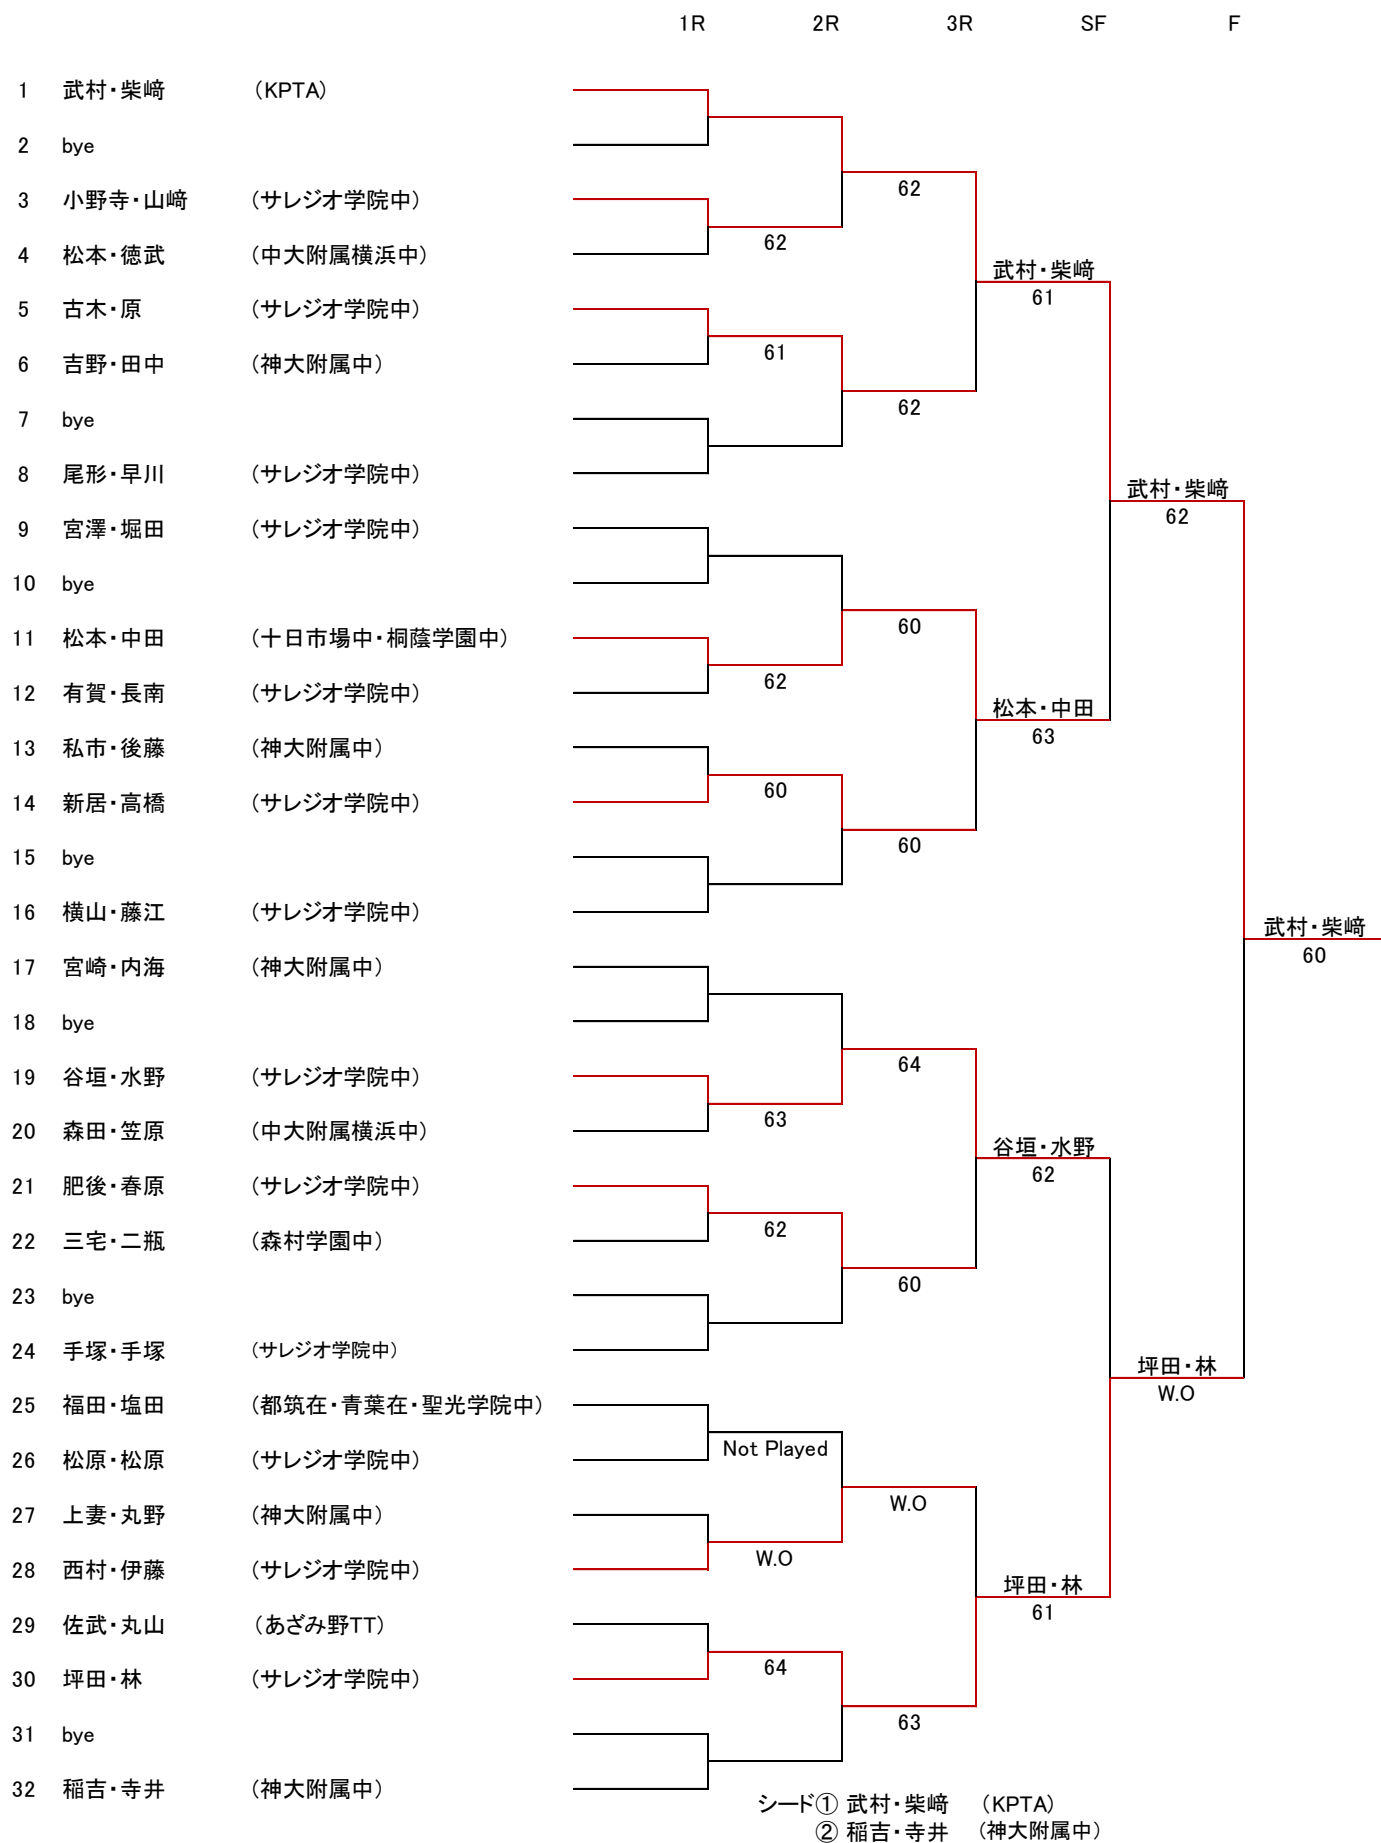 1R 2R 3R SF F
1 武村・柴﨑 (KPTA)
2 bye
62
3 小野寺・山﨑 (サレジオ学院中)
62
4 松本・徳武 (中大附属横浜中)
武村・柴﨑
61
5 古木・原 (サレジオ学院中)
61
6 吉野・田中 (神大附属中)
62
7 bye
8 尾形・早川 (サレジオ学院中)
武村・柴﨑
62
9 宮澤・堀田 (サレジオ学院中)
10 bye
60
11 松本・中田 (十日市場中・桐蔭学園中)
62
12 有賀・長南 (サレジオ学院中)
松本・中田
63
13 私市・後藤 (神大附属中)
60
14 新居・高橋 (サレジオ学院中)
60
15 bye
16 横山・藤江 (サレジオ学院中)
武村・柴﨑
60
17 宮崎・内海 (神大附属中)
18 bye
64
19 谷垣・水野 (サレジオ学院中)
63
20 森田・笠原 (中大附属横浜中)
谷垣・水野
62
21 肥後・春原 (サレジオ学院中)
62
22 三宅・二瓶 (森村学園中)
60
23 bye
24 手塚・手塚 (サレジオ学院中)
坪田・林
W.O
25 福田・塩田 (都筑在・青葉在・聖光学院中)
Not Played
26 松原・松原 (サレジオ学院中)
W.O
27 上妻・丸野 (神大附属中)
W.O
28 西村・伊藤 (サレジオ学院中)
坪田・林
61
29 佐武・丸山 (あざみ野TT)
64
30 坪田・林 (サレジオ学院中)
63
31 bye
32 稲吉・寺井 (神大附属中)
シード① 武村・柴﨑 (KPTA)
② 稲吉・寺井 (神大附属中)